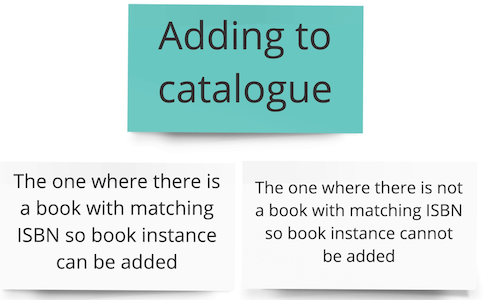 Adding to
catalogue
The one where there is
a book with matching
ISBN so book instance
can be added
The one where there is not
a book with matching ISBN
so book instance cannot
be added